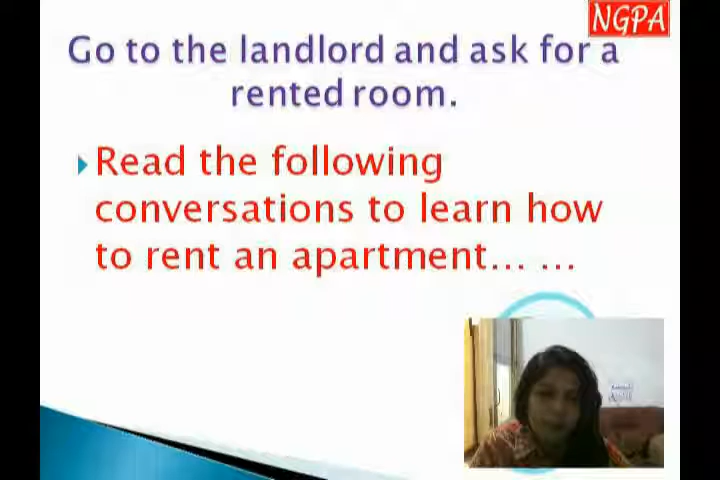 NGPA
Go to the landlord and ask for a
rented room.
Read the following
conversations to learn how
to rent an apartment... ...